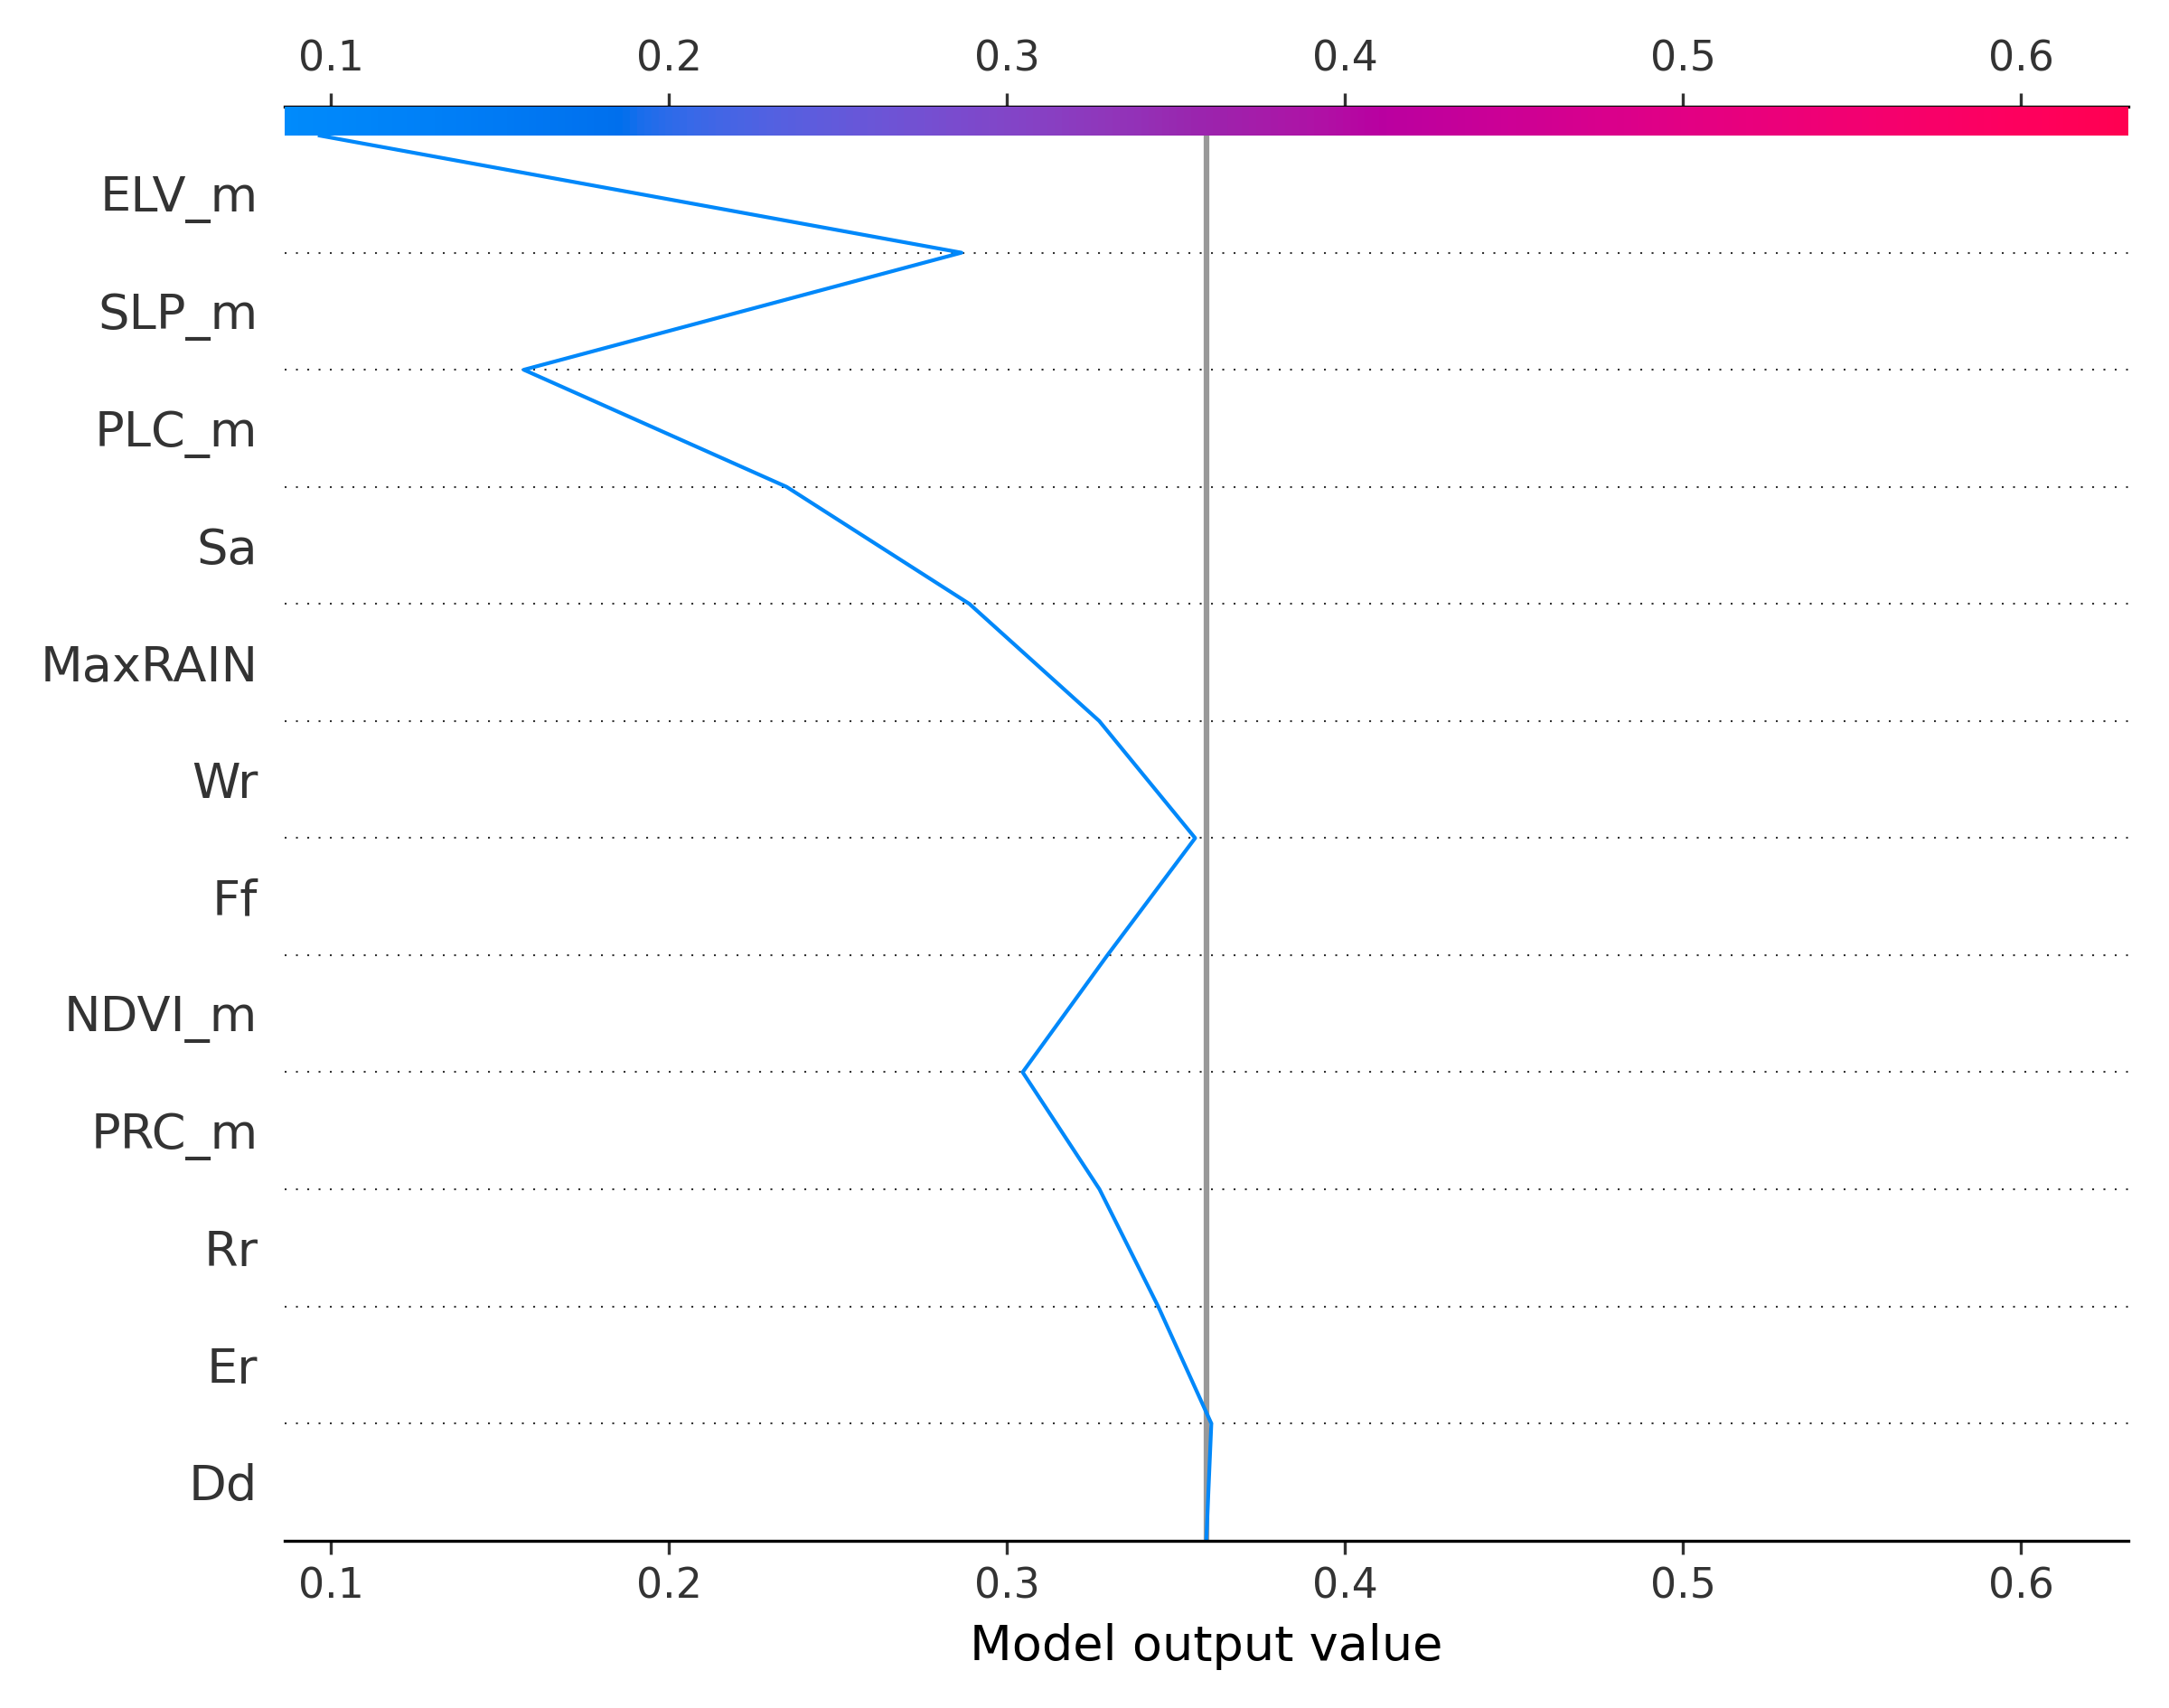 0.1 0.2 0.3 0.4 0.5 0.6
ELV_m
SLP_m
PLC_m
Sa
MaxRAIN
Wr
Ff
NDVI_m
PRC_m
Rr
Er
Dd
0.1 0.2 0.3 0.4 0.5 0.6
Model output value